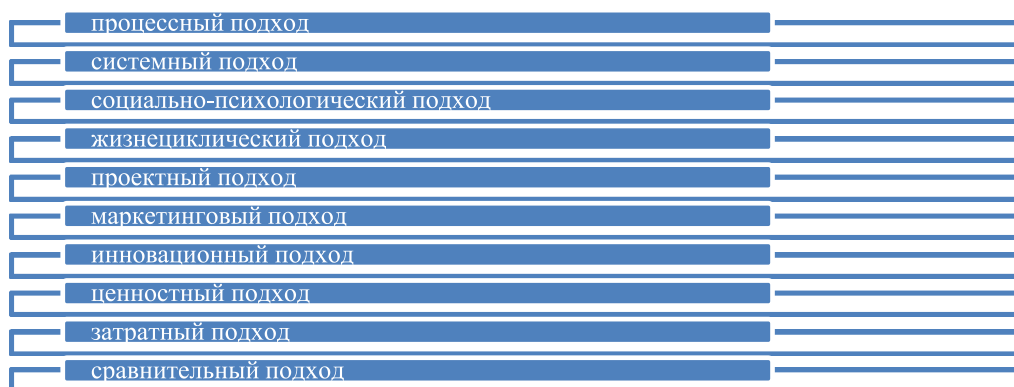 процессный подход
системный подход
социально-психологический подход
жизнециклический подход
проектный подход
маркетинговый подход
инновационный подход
ценностный подход
затратный подход
сравнительный подход